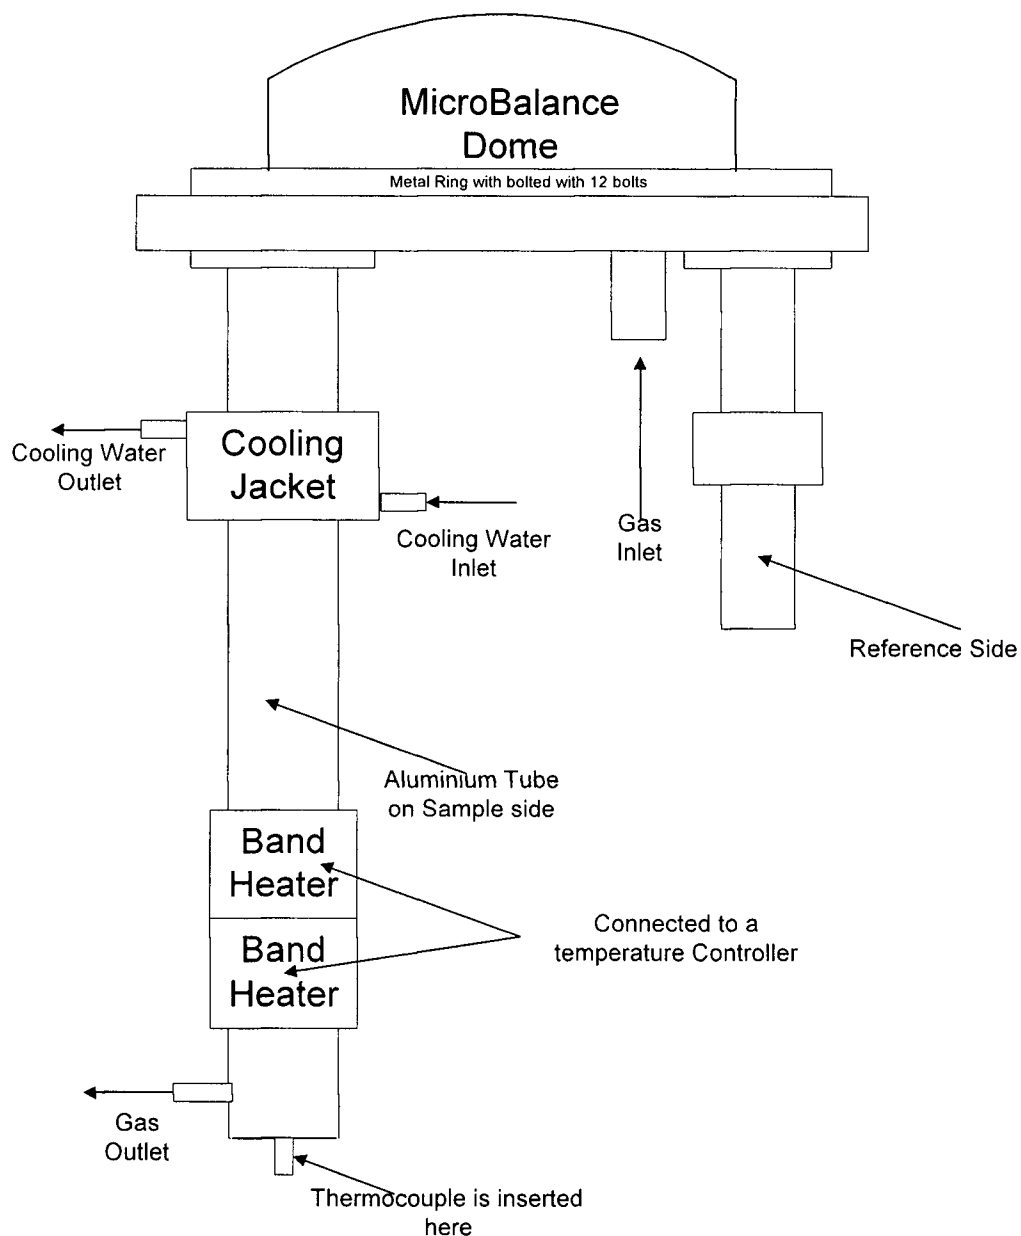 MicroBalance
Dome
Metal Ring with bolted with 12 bolts
Cooling
Jacket
Cooling Water
Outlet
Cooling Water
Inlet
Gas
Inlet
Reference Side
Aluminium Tube
on Sample side
Band
Heater
Band
Heater
Connected to a
temperature Controller
Gas
Outlet
Thermocouple is inserted
here